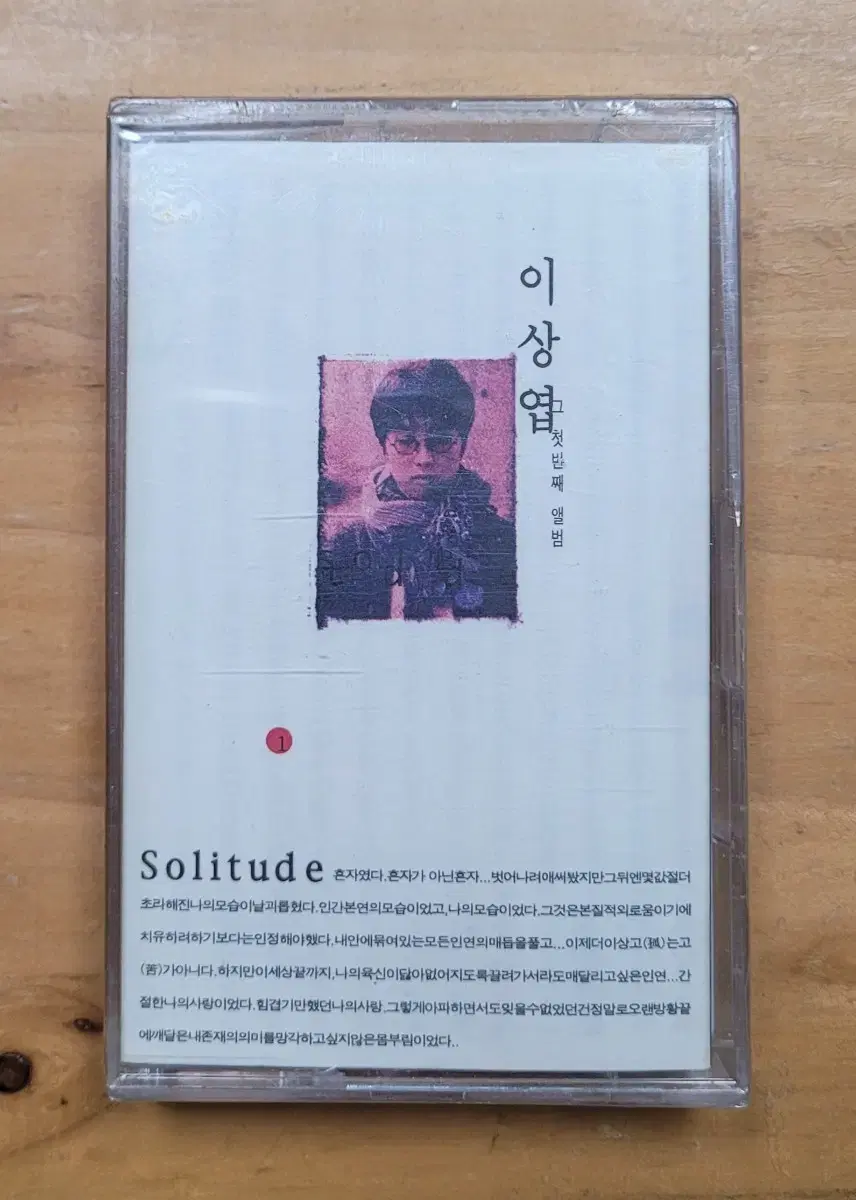 이상엽
그 첫번째 앨범
1
Solitude 혼자였다.혼자가 아닌혼자...벗어나려애써봤지만그뒤엔몇값절더
초라해진나의모습이날괴롭혔다.인간본연의모습이었고,나의모습이었다.그것은본질적외로움이기에
치유하려하기보다는인정해야했다.내안에묶여있는모든인연의매듭을풀고...이제더이상고(孤)는고
(苦)가아니다.하지만이세상끝까지,나의육신이닳아없어지도록끌려가서라도매달리고싶은인연...간
절한나의사랑이었다.힘겹기만했던나의사랑,그렇게아파하면서도잊을수없었던건정말로오랜방황끝
에깨달은내존재의의미를망각하고싶지않은몸부림이었다..